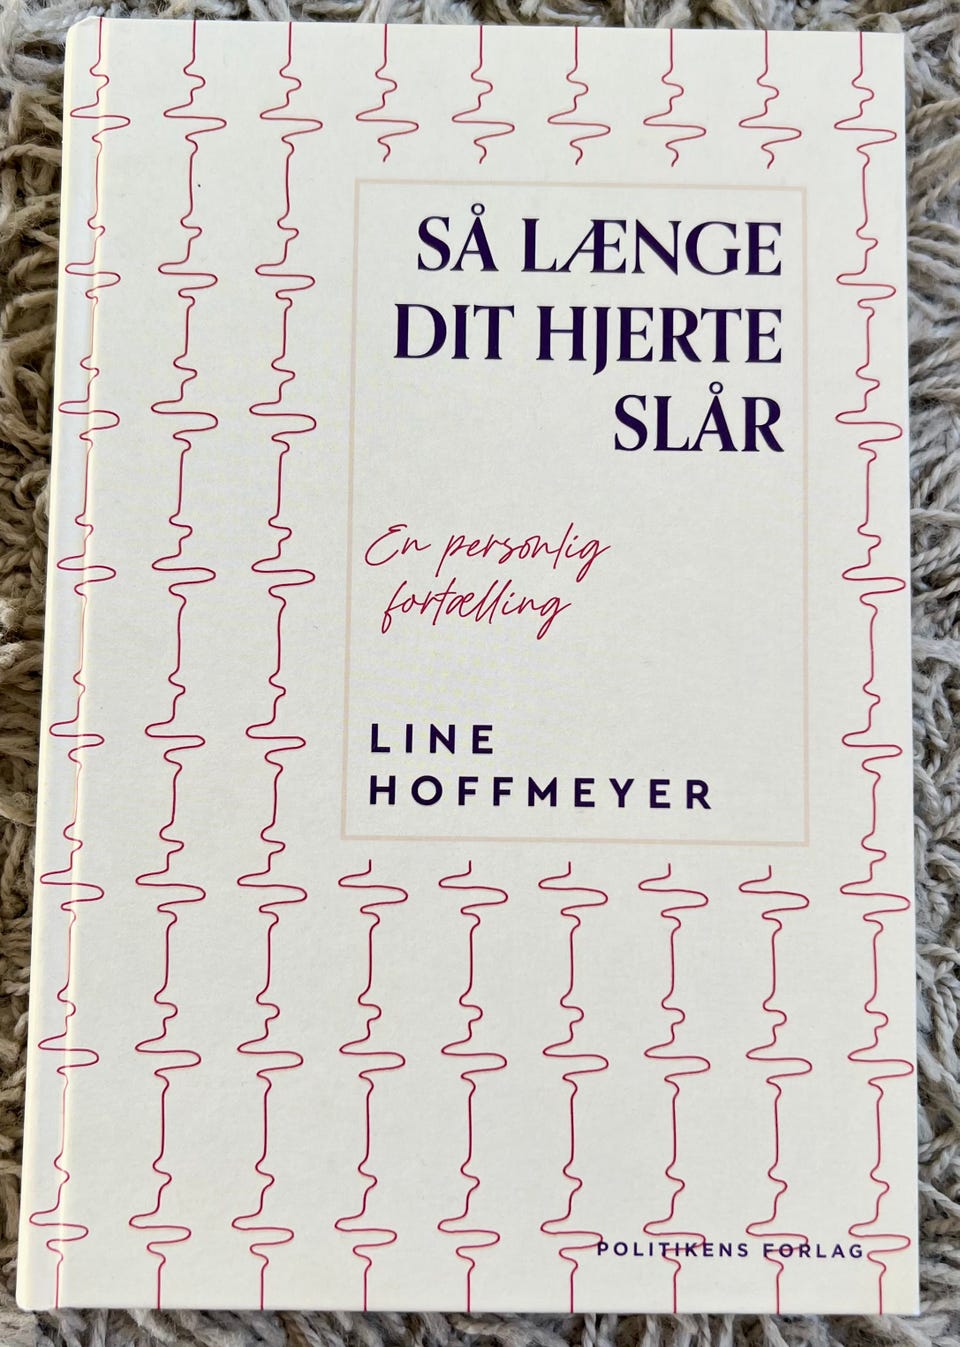 SÅ LÆNGE
DIT HJERTE
SLÅR
En personlig
fortælling
LINE
HOFFMEYER
POLITIKENS FORLAG